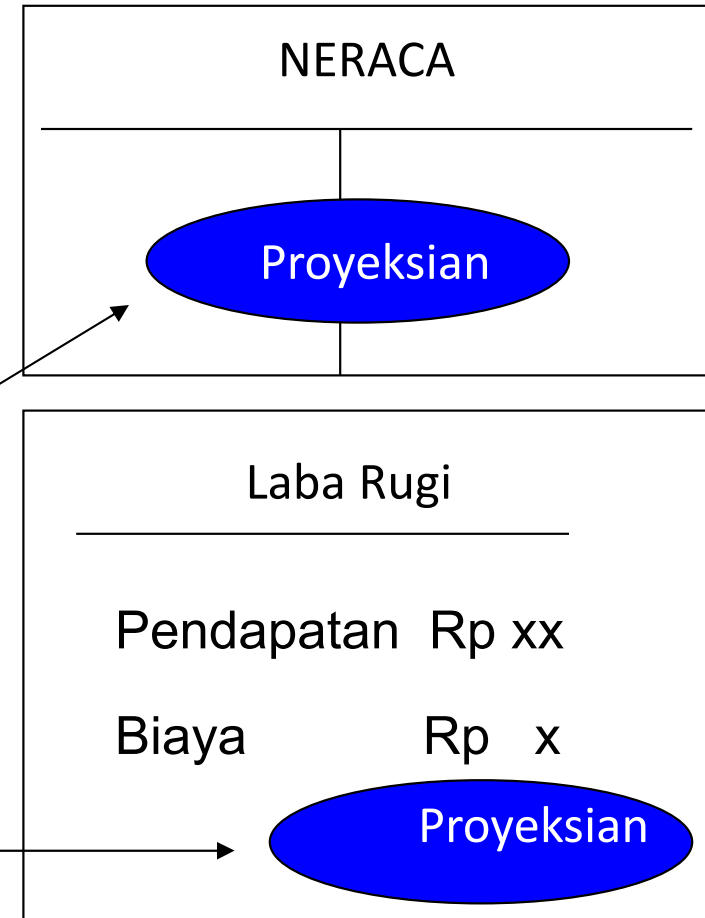 NERACA
Proyeksian
Laba Rugi
Pendapatan Rp xx
Biaya Rp x
Proyeksian